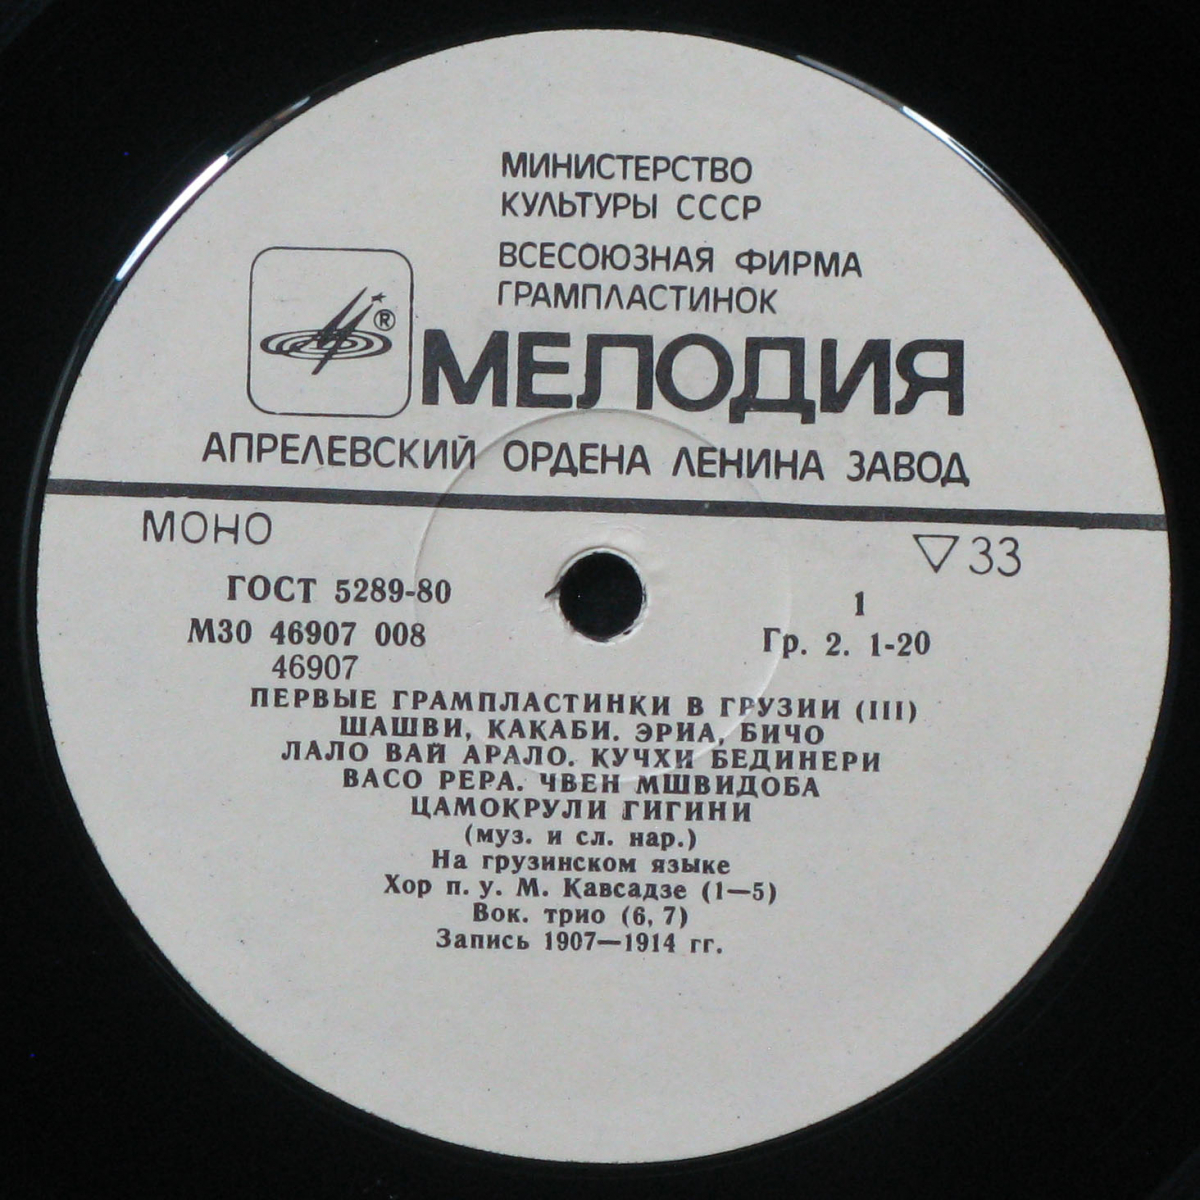 МИНИСТЕРСТВО
КУЛЬТУРЫ СССР
ВСЕСОЮЗНАЯ ФИРМА
ГРАМПЛАСТИНОК
®
МЕЛОДИЯ
АПРЕЛЕВСКИЙ ОРДЕНА ЛЕНИНА ЗАВОД
МОНО
▽33
ГОСТ 5289-80
1
М30 46907 008
Гр. 2. 1-20
46907
ПЕРВЫЕ ГРАМПЛАСТИНКИ В ГРУЗИИ (III)
ШАШВИ, КАКАБИ. ЭРИА, БИЧО
ЛАЛО ВАЙ АРАЛО. КУЧХИ БЕДИНЕРИ
ВАСО РЕРА. ЧВЕН МШВИДОБА
ЦАМОКРУЛИ ГИГИНИ
(муз. и сл. нар.)
На грузинском языке
Хор п. у. М. Кавсадзе (1—5)
Вок. трио (6, 7)
Запись 1907—1914 гг.